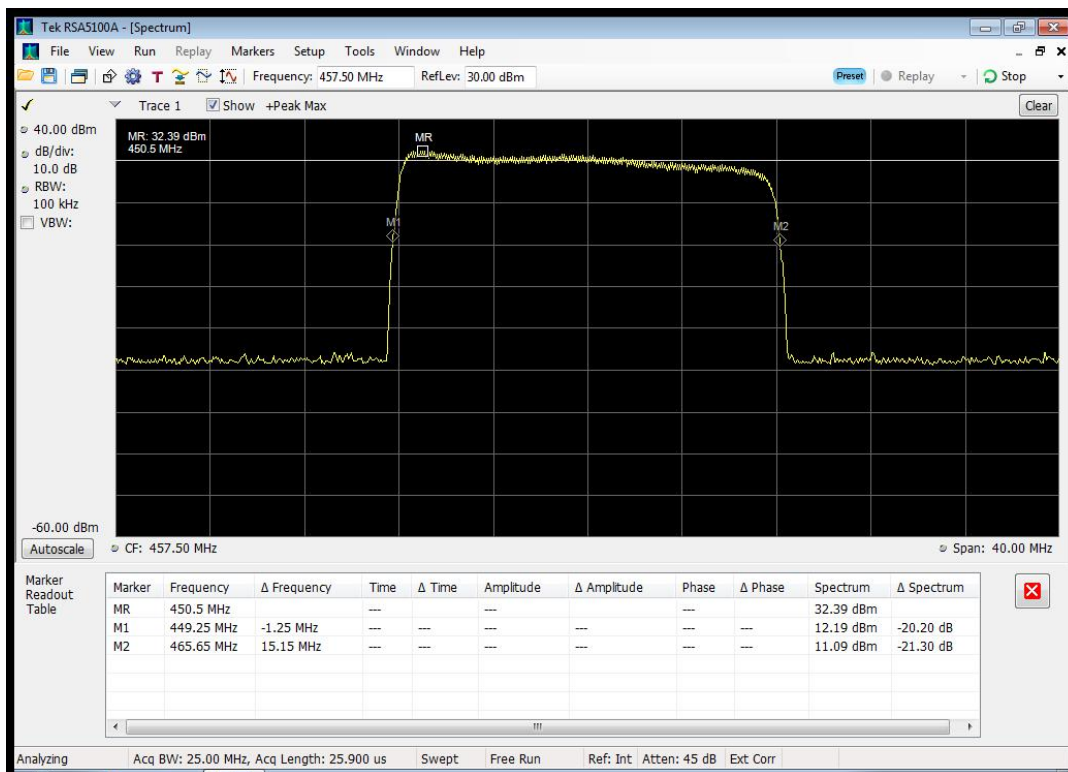 Tek RSA5100A - [Spectrum]
File View Run Replay Markers Setup Tools Window Help
T Frequency: 457.50 MHz RefLev: 30.00 dBm Preset Replay Stop
Trace 1 Show +Peak Max Clear
40.00 dBm
dB/div:
10.0 dB
RBW:
100 kHz
VBW:
MR: 32.39 dBm
450.5 MHz
MR
M1
M2
-60.00 dBm
Autoscale CF: 457.50 MHz Span: 40.00 MHz
Marker
Readout
Table
Marker Frequency Δ Frequency Time Δ Time Amplitude Δ Amplitude Phase Δ Phase Spectrum Δ Spectrum
MR 450.5 MHz --- --- --- 32.39 dBm
M1 449.25 MHz -1.25 MHz --- --- --- --- --- --- 12.19 dBm -20.20 dB
M2 465.65 MHz 15.15 MHz --- --- --- --- --- --- 11.09 dBm -21.30 dB
Analyzing Acq BW: 25.00 MHz, Acq Length: 25.900 us Swept Free Run Ref: Int Atten: 45 dB Ext Corr